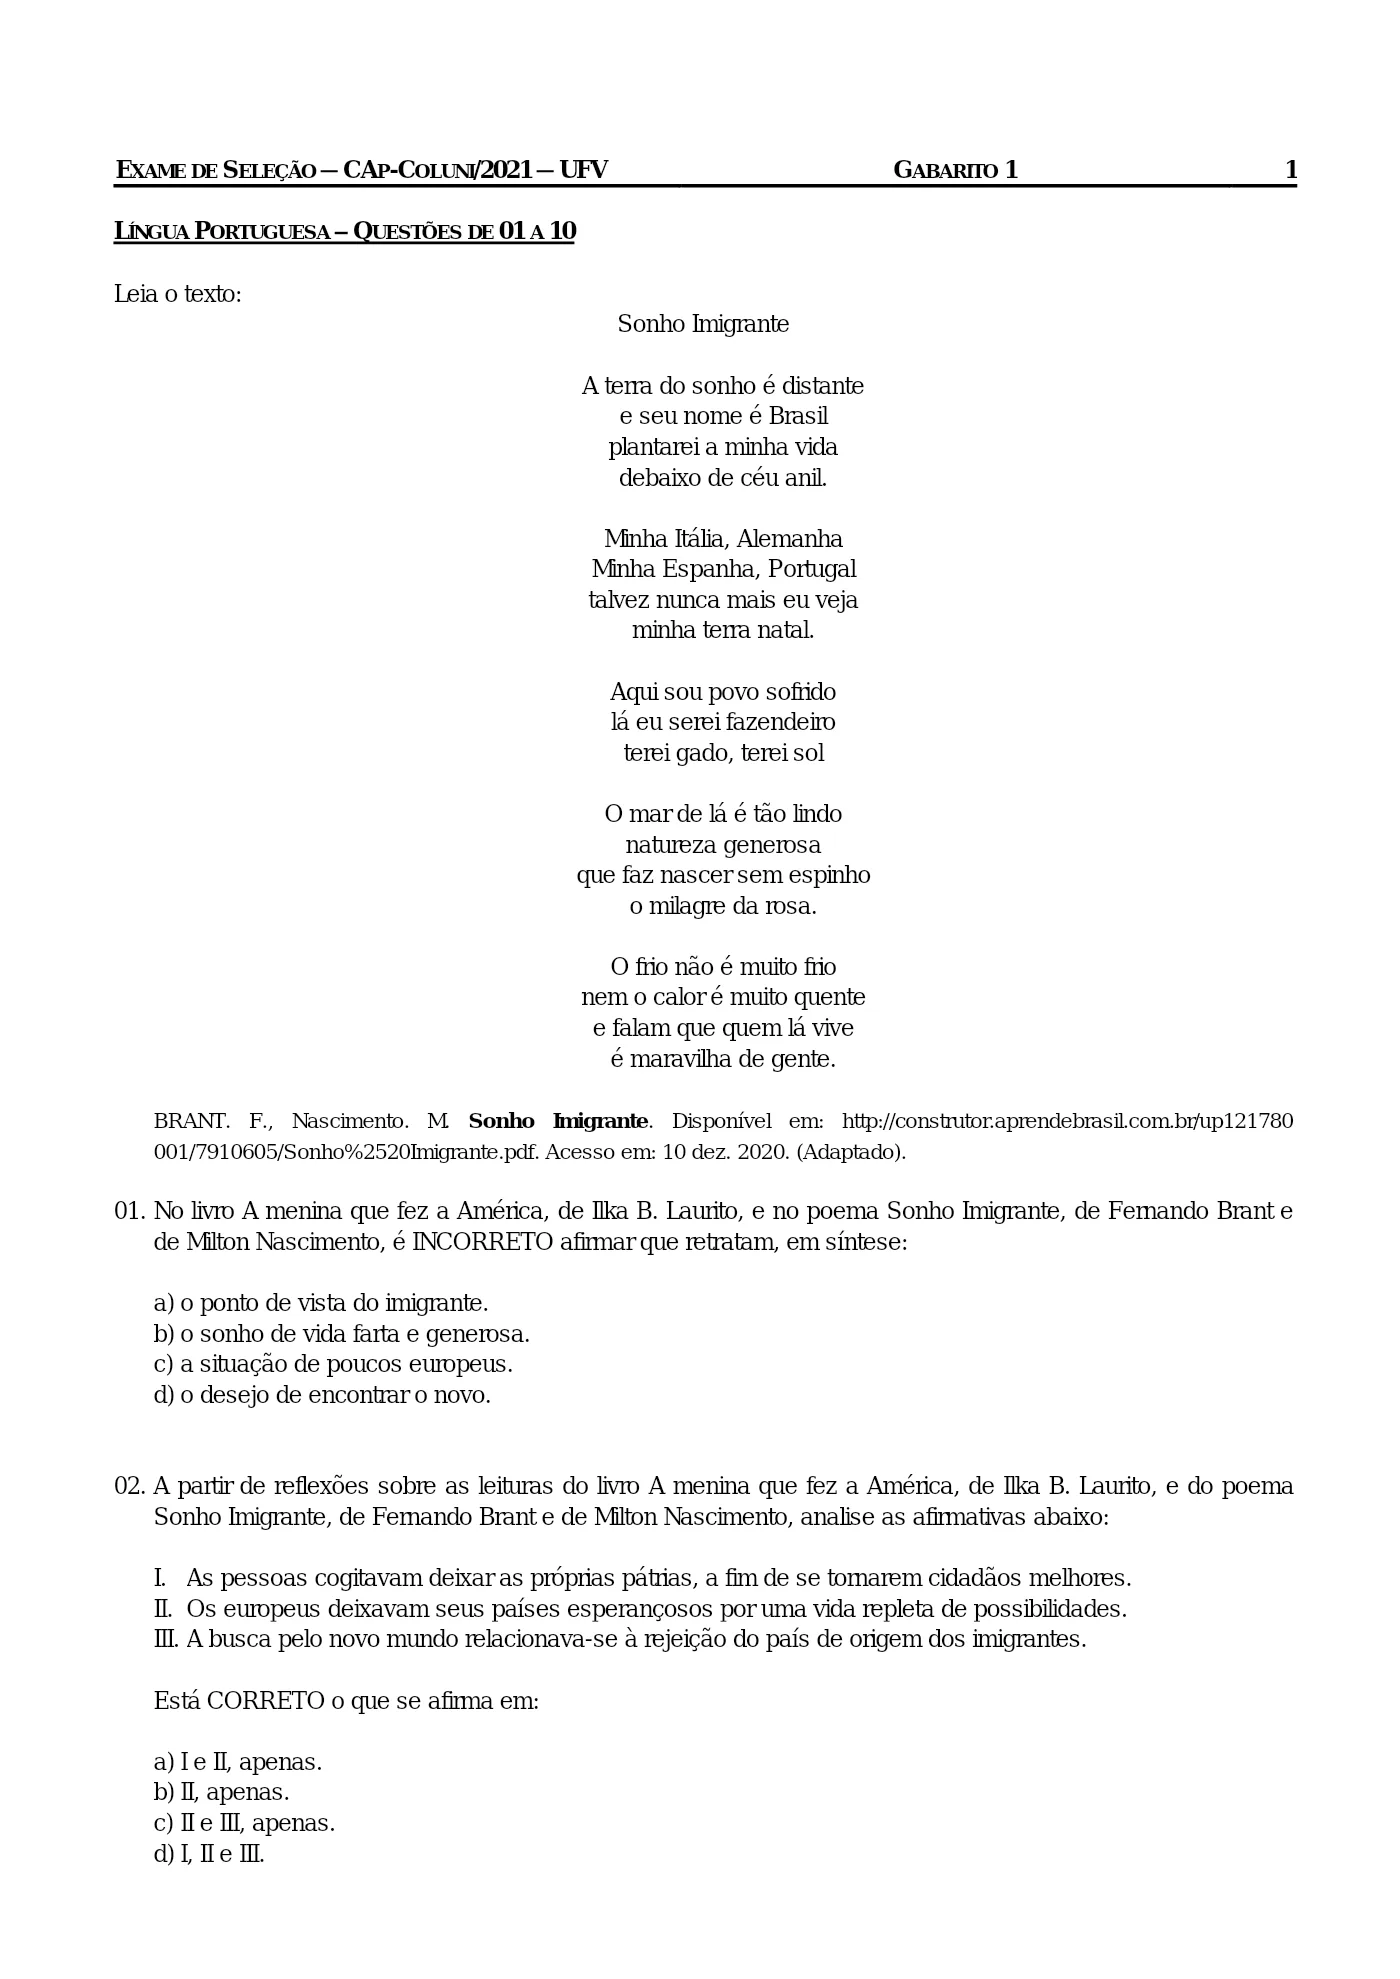 EXAME DE SELEÇÃO — CAP-COLUNI/2021 — UFV GABARITO 1 1
LÍNGUA PORTUGUESA – QUESTÕES DE 01 A 10
Leia o texto:
Sonho Imigrante
A terra do sonho é distante
e seu nome é Brasil
plantarei a minha vida
debaixo de céu anil.
Minha Itália, Alemanha
Minha Espanha, Portugal
talvez nunca mais eu veja
minha terra natal.
Aqui sou povo sofrido
lá eu serei fazendeiro
terei gado, terei sol
O mar de lá é tão lindo
natureza generosa
que faz nascer sem espinho
o milagre da rosa.
O frio não é muito frio
nem o calor é muito quente
e falam que quem lá vive
é maravilha de gente.
BRANT. F., Nascimento. M. Sonho Imigrante. Disponível em: http://construtor.aprendebrasil.com.br/up121780
001/7910605/Sonho%2520Imigrante.pdf. Acesso em: 10 dez. 2020. (Adaptado).
01. No livro A menina que fez a América, de Ilka B. Laurito, e no poema Sonho Imigrante, de Fernando Brant e
de Milton Nascimento, é INCORRETO afirmar que retratam, em síntese:
a) o ponto de vista do imigrante.
b) o sonho de vida farta e generosa.
c) a situação de poucos europeus.
d) o desejo de encontrar o novo.
02. A partir de reflexões sobre as leituras do livro A menina que fez a América, de Ilka B. Laurito, e do poema
Sonho Imigrante, de Fernando Brant e de Milton Nascimento, analise as afirmativas abaixo:
I. As pessoas cogitavam deixar as próprias pátrias, a fim de se tornarem cidadãos melhores.
II. Os europeus deixavam seus países esperançosos por uma vida repleta de possibilidades.
III. A busca pelo novo mundo relacionava-se à rejeição do país de origem dos imigrantes.
Está CORRETO o que se afirma em:
a) I e II, apenas.
b) II, apenas.
c) II e III, apenas.
d) I, II e III.